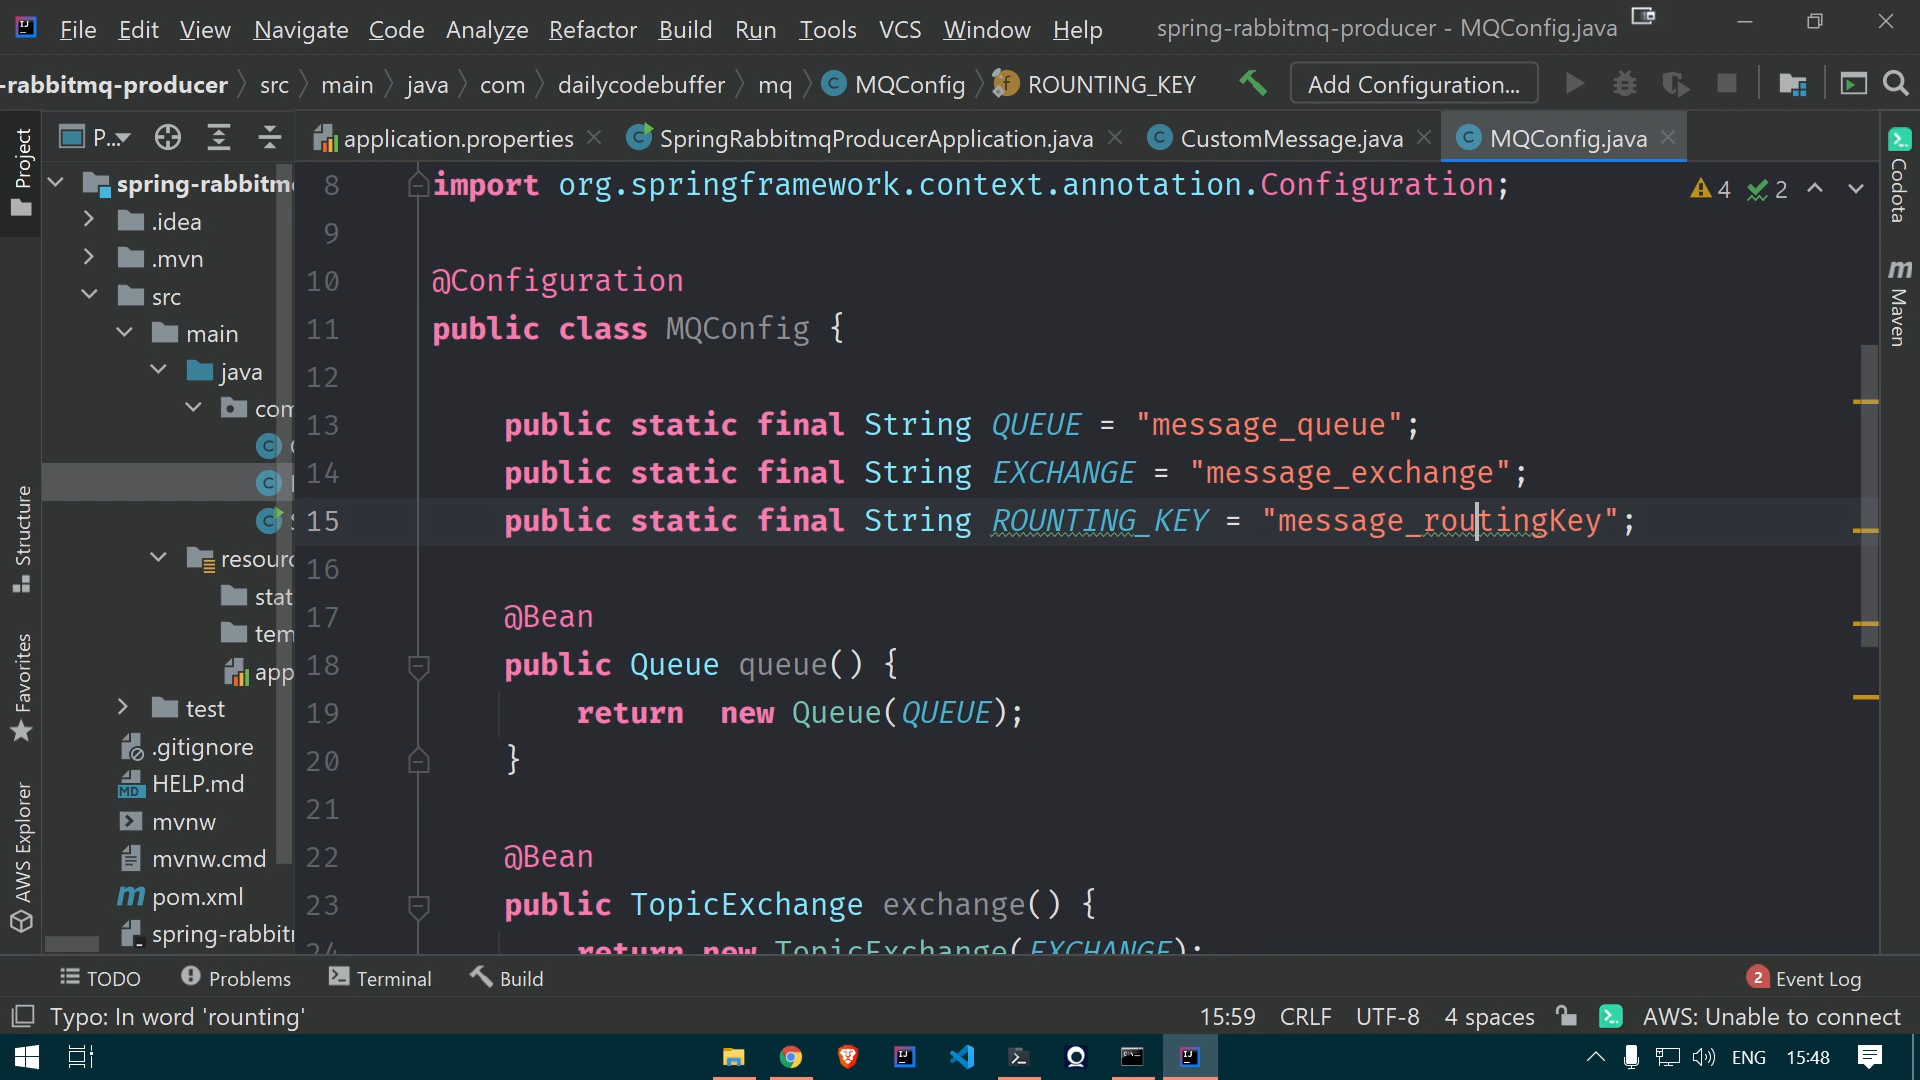 File Edit View Navigate Code Analyze Refactor Build Run Tools VCS Window Help spring-rabbitmq-producer - MQConfig.java
-rabbitmq-producer src main java com dailycodebuffer mq MQConfig ROUNTING_KEY Add Configuration...
P... application.properties SpringRabbitmqProducerApplication.java CustomMessage.java MQConfig.java
Project
Structure
Favorites
AWS Explorer
spring-rabbitm
.idea
.mvn
src
main
java
com
resourc
stat
tem
app
test
.gitignore
HELP.md
mvnw
mvnw.cmd
pom.xml
spring-rabbitm
8 import org.springframework.context.annotation.Configuration;
9
10 @Configuration
11 public class MQConfig {
12
13 public static final String QUEUE = "message_queue";
14 public static final String EXCHANGE = "message_exchange";
15 public static final String ROUNTING_KEY = "message_routingKey";
16
17 @Bean
18 public Queue queue() {
19 return  new Queue(QUEUE);
20 }
21
22 @Bean
23 public TopicExchange exchange() {
24 return new TopicExchange(EXCHANGE);
4 2
Codota
Maven
TODO Problems Terminal Build 2 Event Log
Typo: In word 'rounting' 15:59 CRLF UTF-8 4 spaces AWS: Unable to connect
ENG 15:48